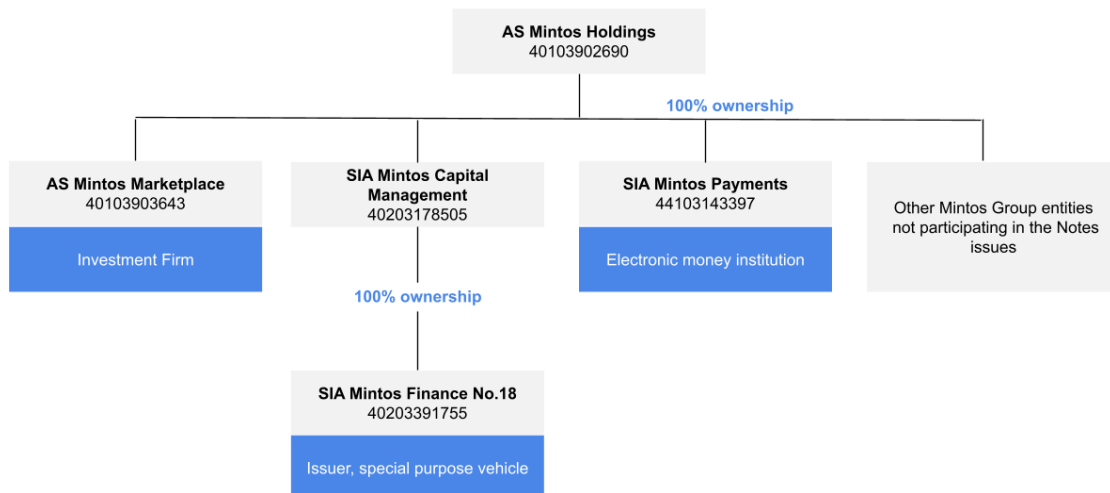 AS Mintos Holdings
40103902690
100% ownership
AS Mintos Marketplace
40103903643
Investment Firm
SIA Mintos Capital
Management
40203178505
SIA Mintos Payments
44103143397
Electronic money institution
Other Mintos Group entities
not participating in the Notes
issues
100% ownership
SIA Mintos Finance No.18
40203391755
Issuer, special purpose vehicle